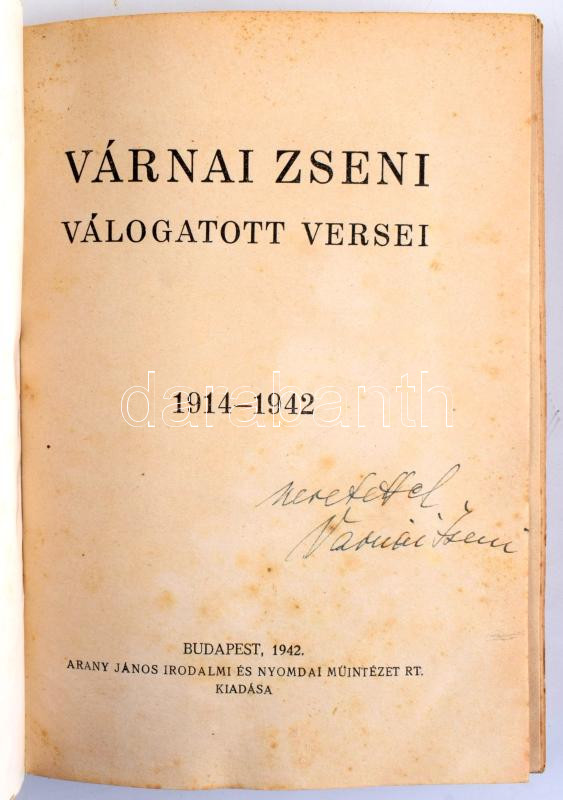 VÁRNAI ZSENI
VÁLOGATOTT VERSEI
1914–1942
darabanth
szeretettel
Várnai Zseni
BUDAPEST, 1942.
ARANY JÁNOS IRODALMI ÉS NYOMDAI MŰINTÉZET RT.
KIADÁSA